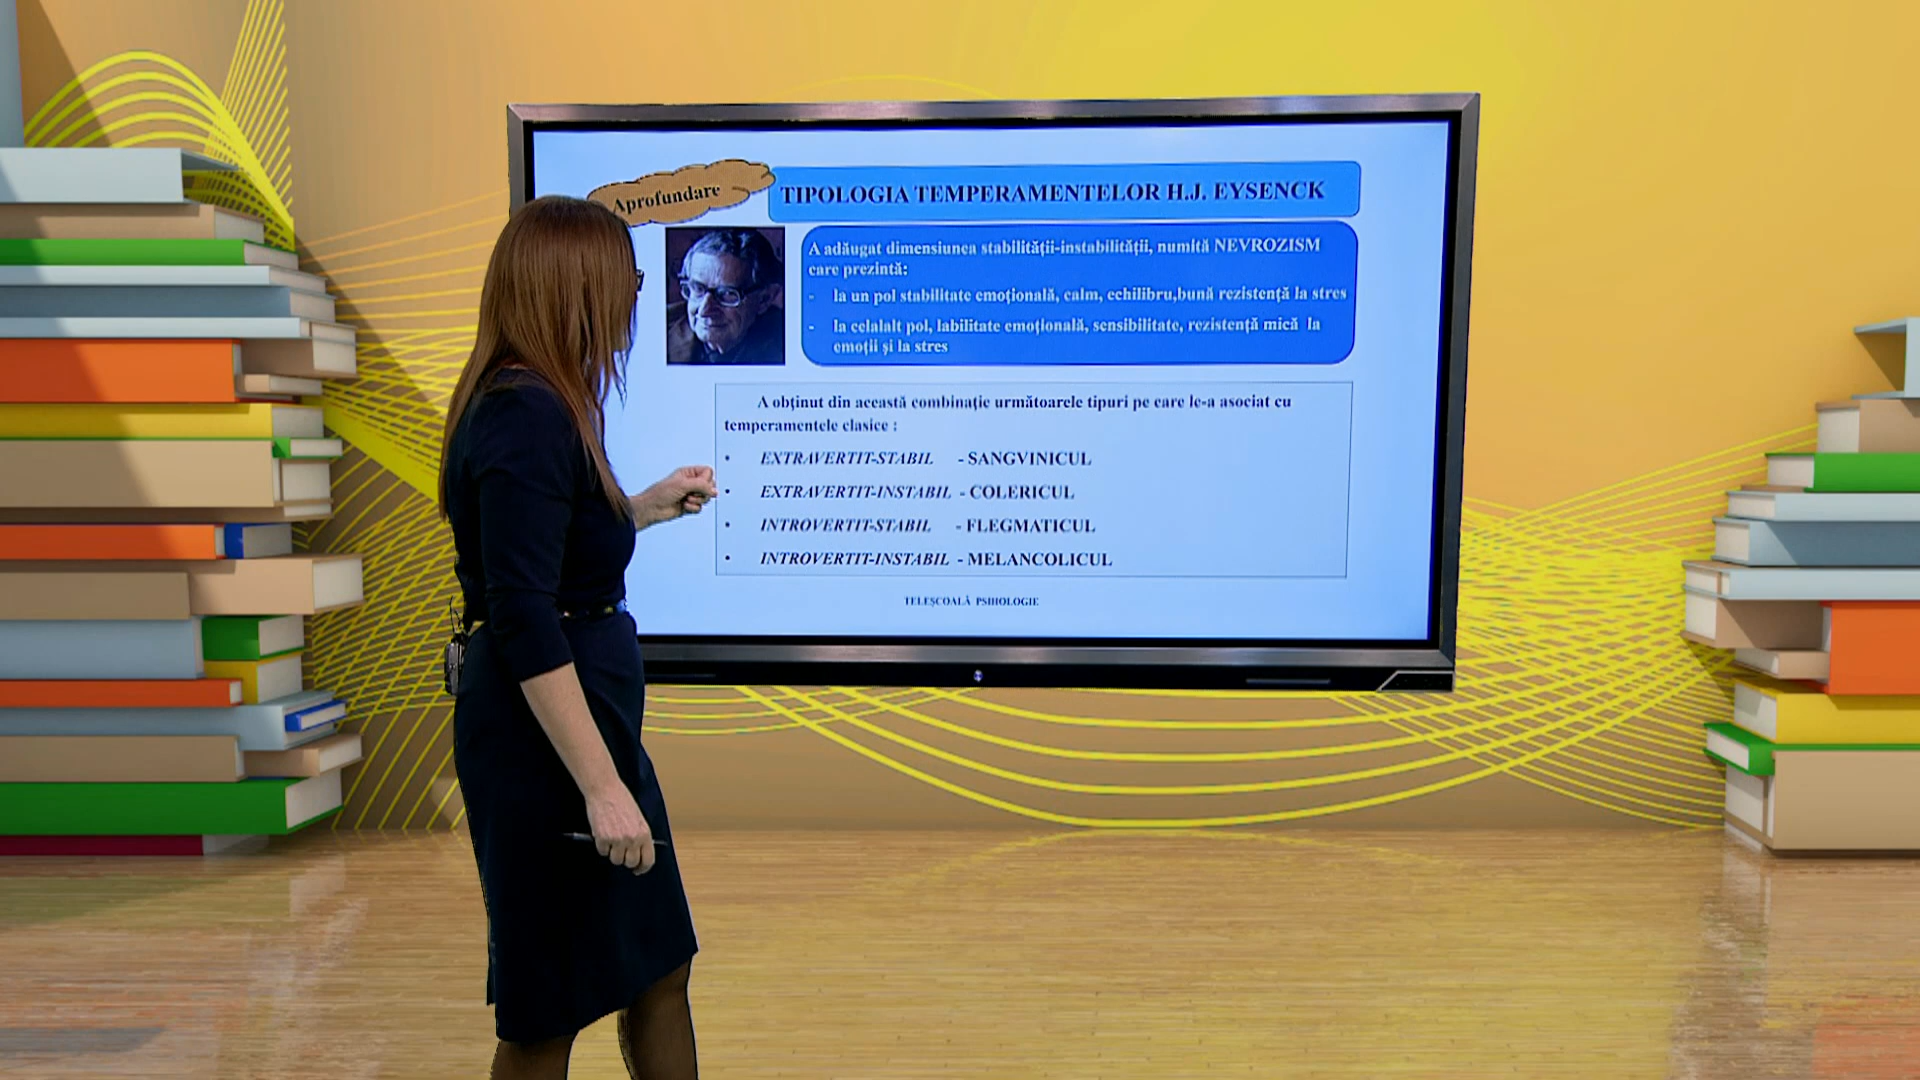 Aprofundare
TIPOLOGIA TEMPERAMENTELOR H.J. EYSENCK
A adăugat dimensiunea stabilității-instabilității, numită NEVROZISM
care prezintă:
- la un pol stabilitate emoțională, calm, echilibru,bună rezistență la stres
- la celalalt pol, labilitate emoțională, sensibilitate, rezistență mică la
emoții și la stres
A obținut din această combinație următoarele tipuri pe care le-a asociat cu
temperamentele clasice :
• EXTRAVERTIT-STABIL - SANGVINICUL
• EXTRAVERTIT-INSTABIL - COLERICUL
• INTROVERTIT-STABIL - FLEGMATICUL
• INTROVERTIT-INSTABIL - MELANCOLICUL
TELEȘCOALĂ PSIHOLOGIE